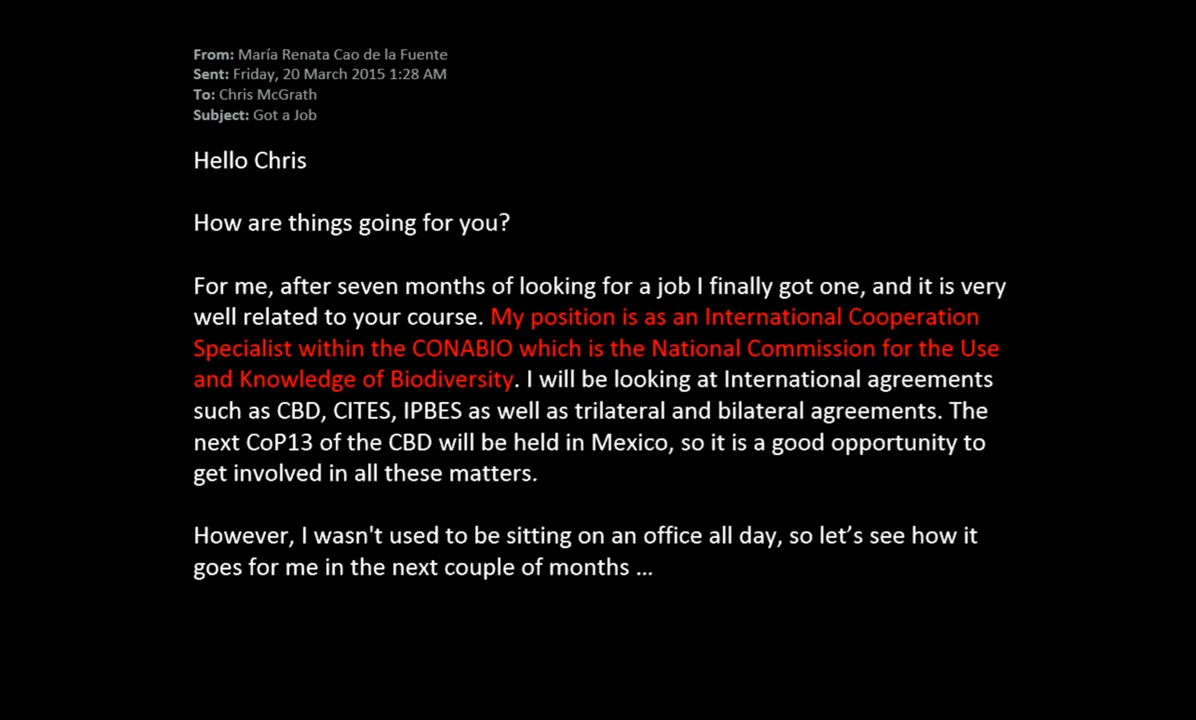 From: María Renata Cao de la Fuente
Sent: Friday, 20 March 2015 1:28 AM
To: Chris McGrath
Subject: Got a Job
Hello Chris
How are things going for you?
For me, after seven months of looking for a job I finally got one, and it is very
well related to your course. My position is as an International Cooperation
Specialist within the CONABIO which is the National Commission for the Use
and Knowledge of Biodiversity. I will be looking at International agreements
such as CBD, CITES, IPBES as well as trilateral and bilateral agreements. The
next CoP13 of the CBD will be held in Mexico, so it is a good opportunity to
get involved in all these matters.
However, I wasn't used to be sitting on an office all day, so let’s see how it
goes for me in the next couple of months ...